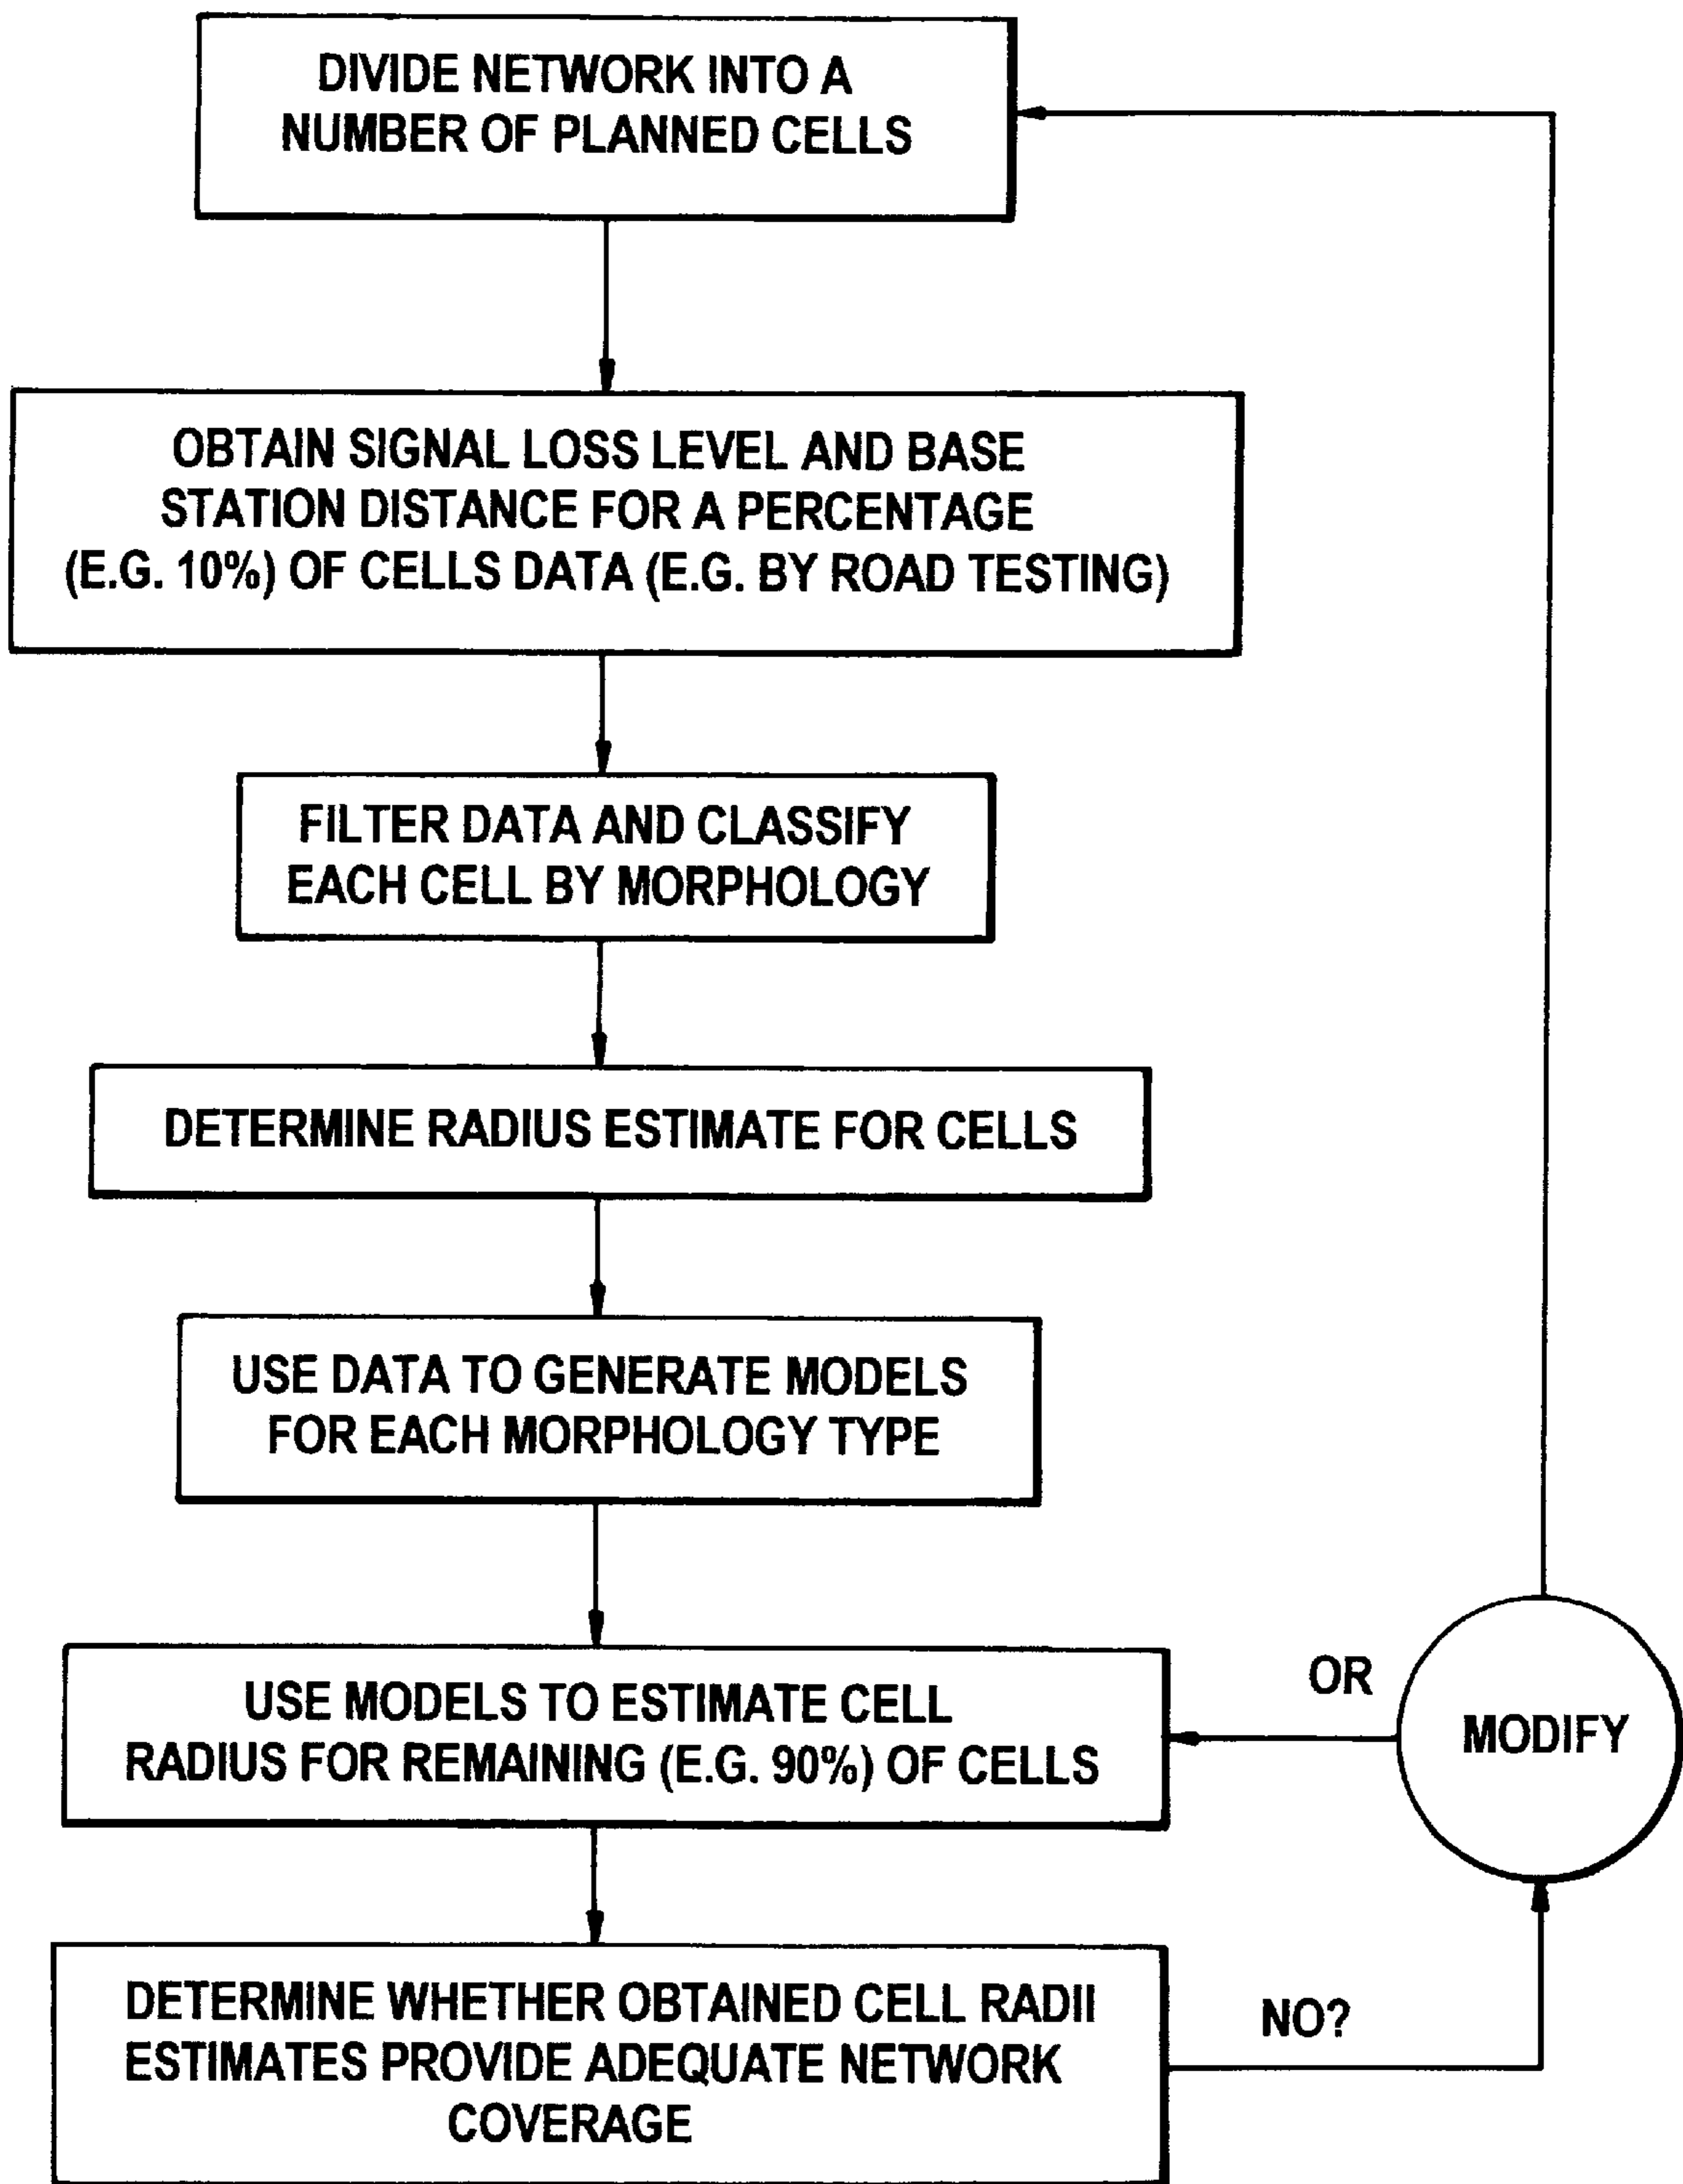 DIVIDE NETWORK INTO A
NUMBER OF PLANNED CELLS
OBTAIN SIGNAL LOSS LEVEL AND BASE
STATION DISTANCE FOR A PERCENTAGE
(E.G. 10%) OF CELLS DATA (E.G. BY ROAD TESTING)
FILTER DATA AND CLASSIFY
EACH CELL BY MORPHOLOGY
DETERMINE RADIUS ESTIMATE FOR CELLS
USE DATA TO GENERATE MODELS
FOR EACH MORPHOLOGY TYPE
USE MODELS TO ESTIMATE CELL
RADIUS FOR REMAINING (E.G. 90%) OF CELLS
OR
MODIFY
DETERMINE WHETHER OBTAINED CELL RADII
ESTIMATES PROVIDE ADEQUATE NETWORK
COVERAGE
NO?